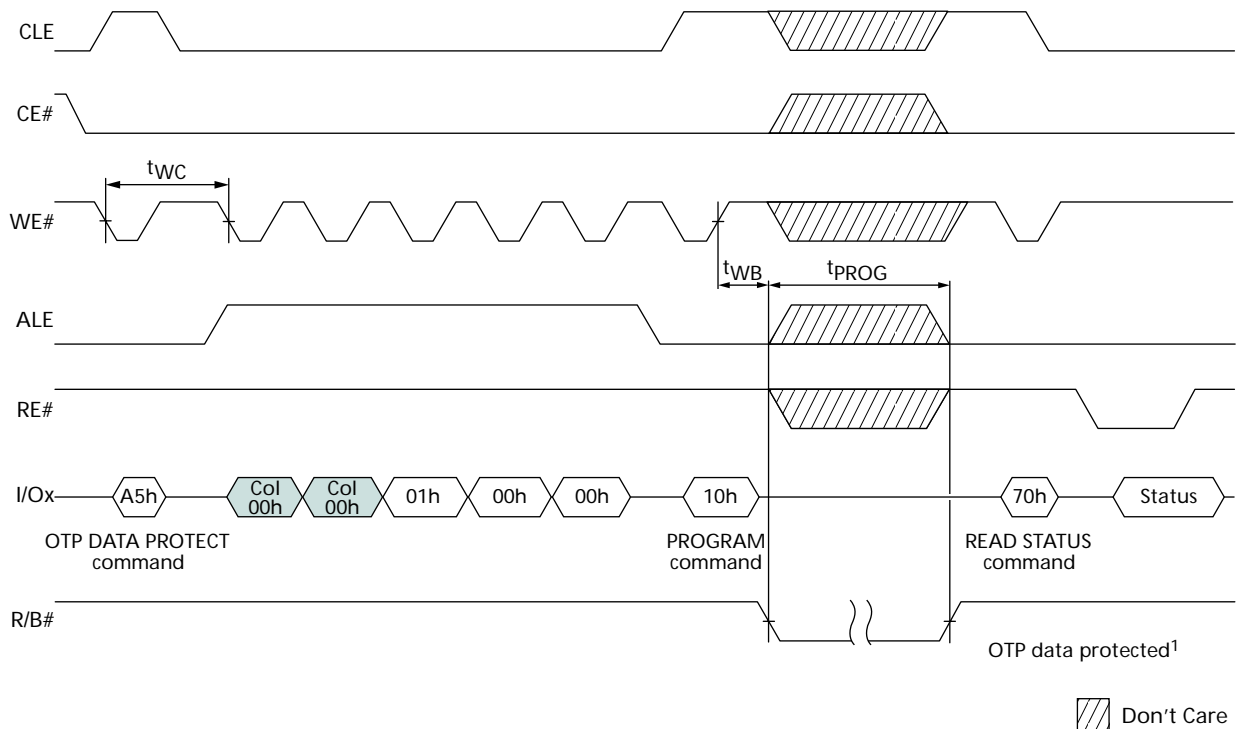 CLE
CE#
tWC
WE#
tWB
tPROG
ALE
RE#
I/Ox
A5h
Col
00h
Col
00h
01h
00h
00h
10h
70h
Status
OTP DATA PROTECT
command
PROGRAM
command
READ STATUS
command
R/B#
OTP data protected1
Don't Care